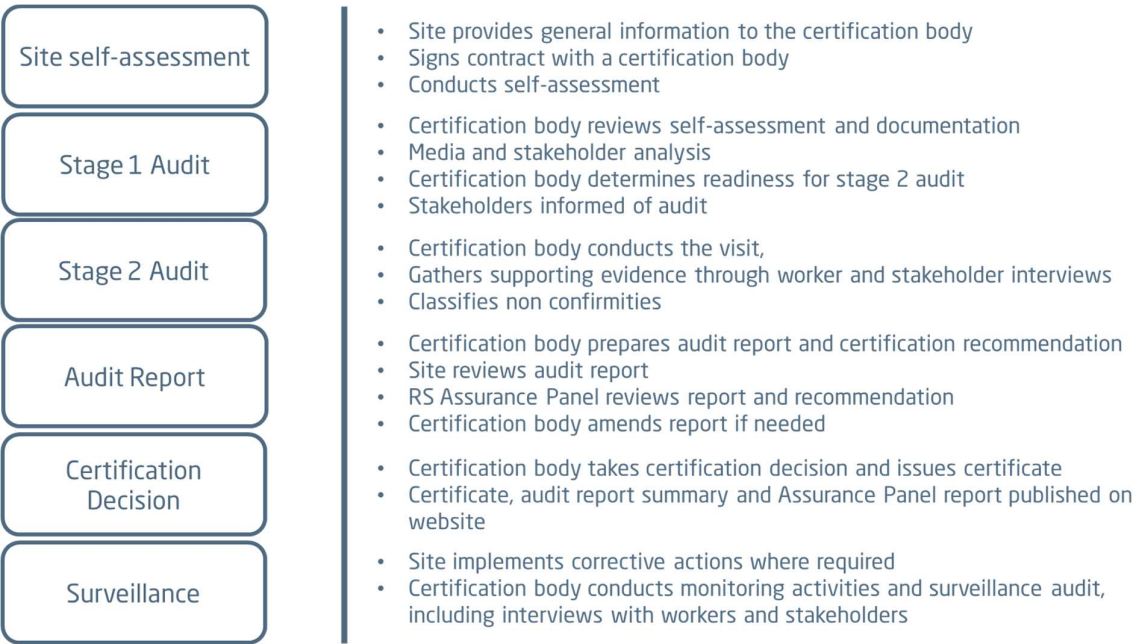 Site self-assessment
• Site provides general information to the certification body
• Signs contract with a certification body
• Conducts self-assessment
Stage 1 Audit
• Certification body reviews self-assessment and documentation
• Media and stakeholder analysis
• Certification body determines readiness for stage 2 audit
• Stakeholders informed of audit
Stage 2 Audit
• Certification body conducts the visit,
• Gathers supporting evidence through worker and stakeholder interviews
• Classifies non confirmities
Audit Report
• Certification body prepares audit report and certification recommendation
• Site reviews audit report
• RS Assurance Panel reviews report and recommendation
• Certification body amends report if needed
Certification
Decision
• Certification body takes certification decision and issues certificate
• Certificate, audit report summary and Assurance Panel report published on
website
Surveillance
• Site implements corrective actions where required
• Certification body conducts monitoring activities and surveillance audit,
including interviews with workers and stakeholders